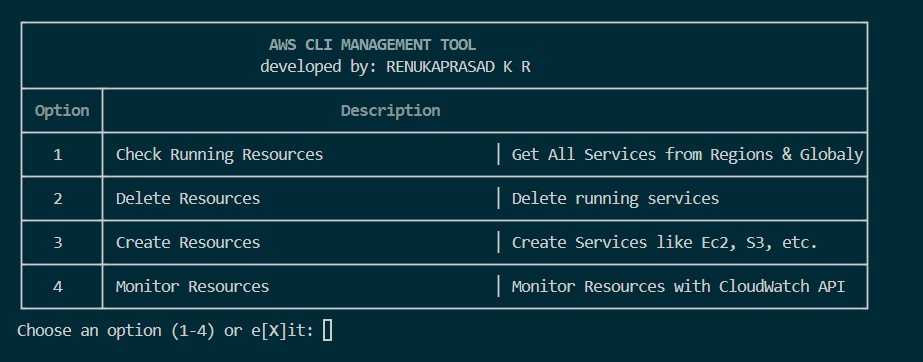 AWS CLI MANAGEMENT TOOL
developed by: RENUKAPRASAD K R
Option Description
1 Check Running Resources | Get All Services from Regions & Globaly
2 Delete Resources | Delete running services
3 Create Resources | Create Services like Ec2, S3, etc.
4 Monitor Resources | Monitor Resources with CloudWatch API
Choose an option (1-4) or e[X]it: